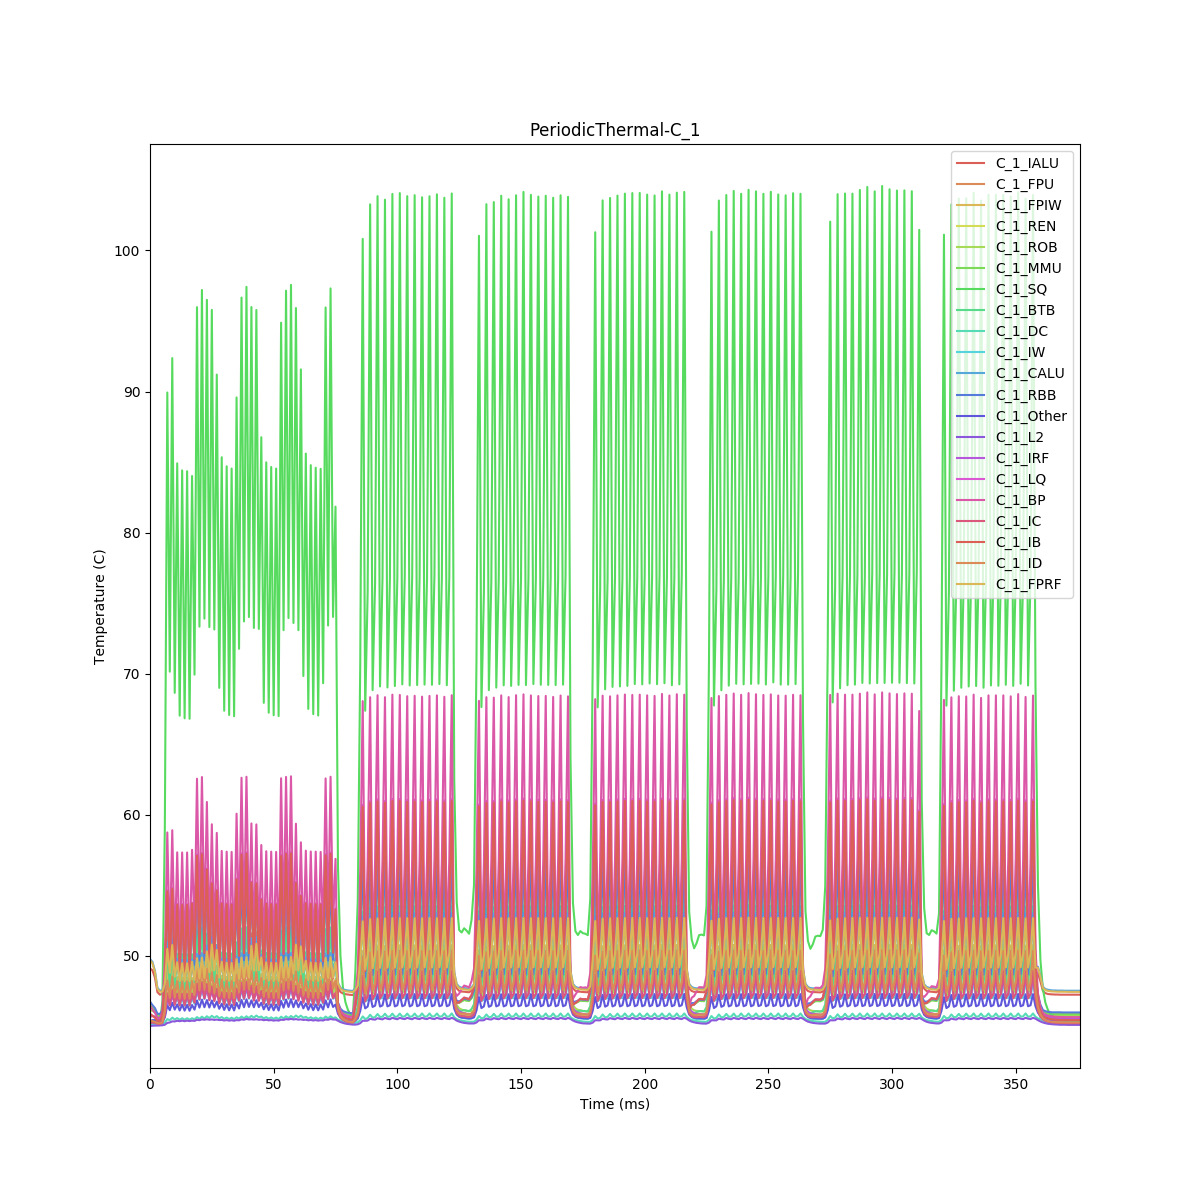 PeriodicThermal-C_1
C_1_IALU
C_1_FPU
C_1_FPIW
C_1_REN
C_1_ROB
C_1_MMU
C_1_SQ
C_1_BTB
C_1_DC
C_1_IW
C_1_CALU
C_1_RBB
C_1_Other
C_1_L2
C_1_IRF
C_1_LQ
C_1_BP
C_1_IC
C_1_IB
C_1_ID
C_1_FPRF
100
90
80
70
60
50
Temperature (C)
0 50 100 150 200 250 300 350
Time (ms)